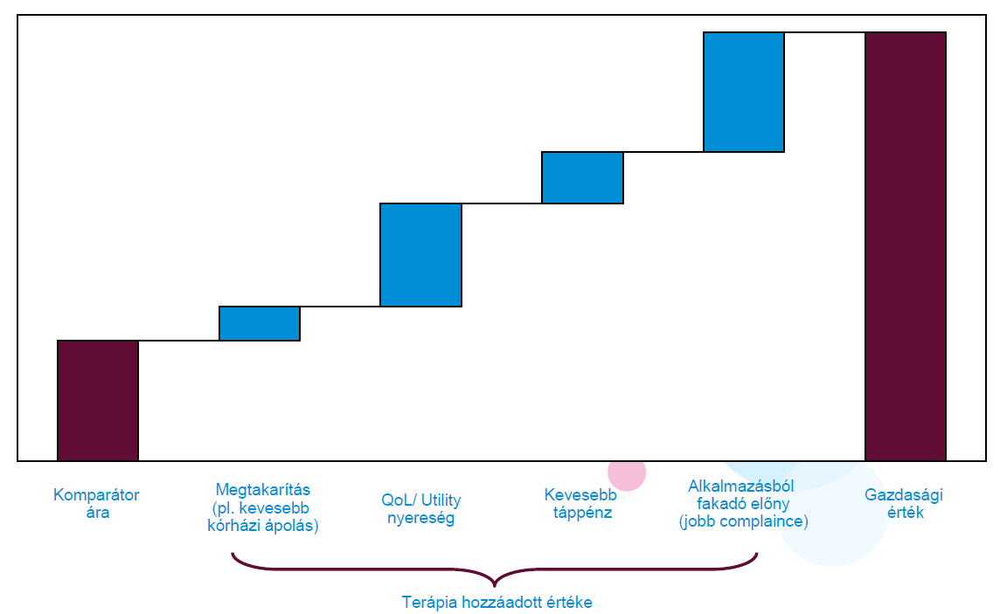 Komparátor
ára
Megtakarítás
(pl. kevesebb
kórházi ápolás)
QoL/ Utility
nyereség
Kevesebb
táppénz
Alkalmazásból
fakadó előny
(jobb complaince)
Gazdasági
érték
Terápia hozzáadott értéke